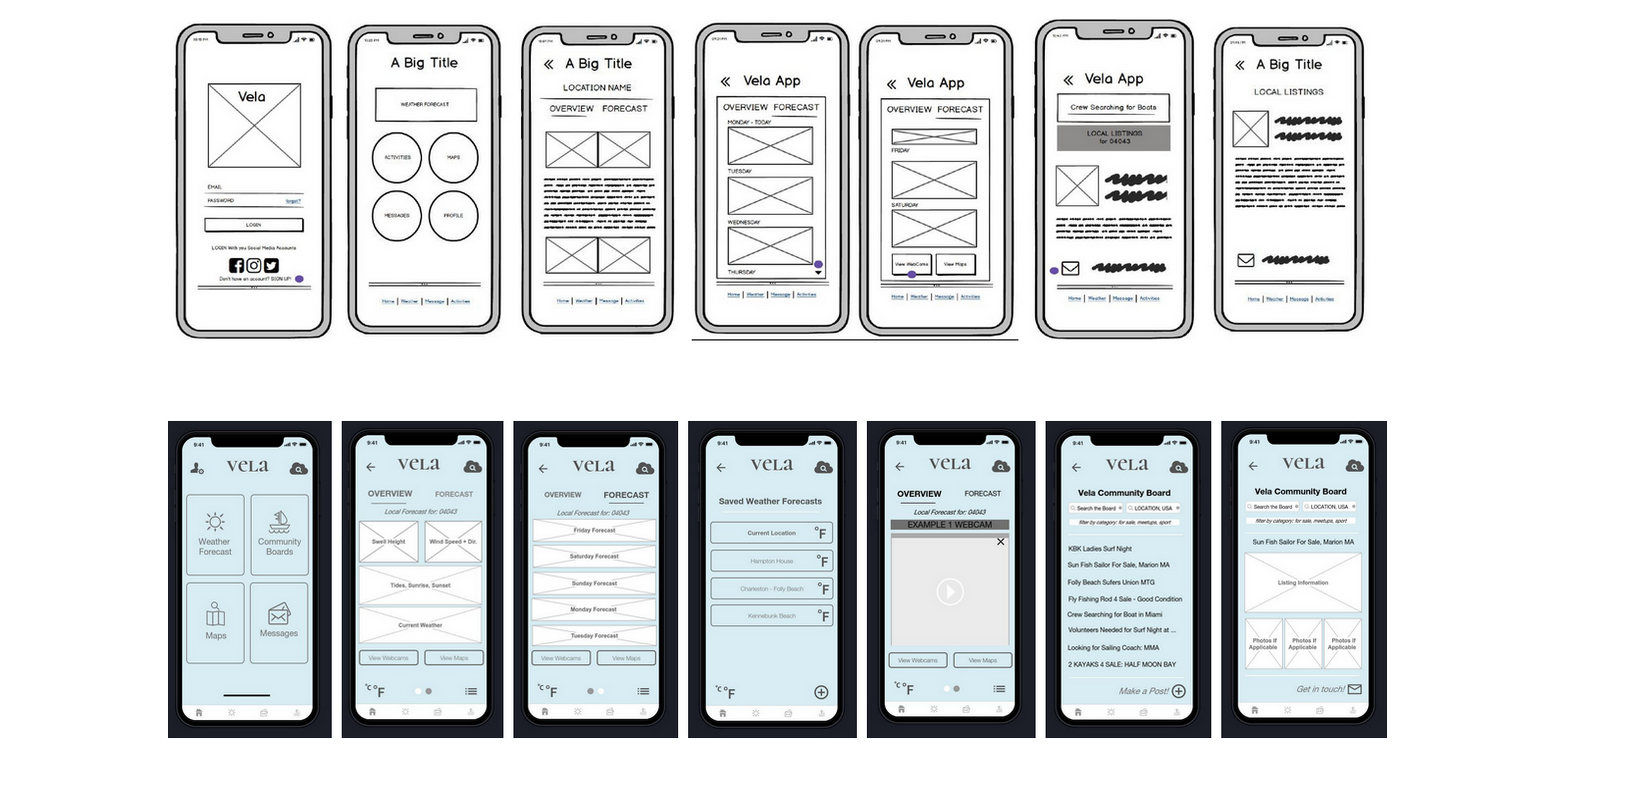 Vela
EMAIL
PASSWORD forgot?
LOGIN
LOGIN With you Social Media Accounts
Don't have an account? SIGN UP!
A Big Title
WEATHER FORECAST
ACTIVITIES MAPS
MESSAGES PROFILE
Home | Weather | Message | Activities
« A Big Title
LOCATION NAME
OVERVIEW FORECAST
Home | Weather | Message | Activities
« Vela App
OVERVIEW FORECAST
MONDAY - TODAY
TUESDAY
WEDNESDAY
THURSDAY
Home | Weather | Message | Activities
« Vela App
OVERVIEW FORECAST
FRIDAY
SATURDAY
View WebCams View Maps
Home | Weather | Message | Activities
« Vela App
Crew Searching for Boats
LOCAL LISTINGS
for 04043
Home | Weather | Message | Activities
« A Big Title
LOCAL LISTINGS
Home | Weather | Message | Activities
9:41
VeLA
Weather
Forecast
Community
Boards
Maps
Messages
9:41
VeLA
OVERVIEW FORECAST
Local Forecast for: 04043
Swell Height Wind Speed + Dir.
Tides, Sunrise, Sunset
Current Weather
View Webcams View Maps
°C °F
9:41
VeLA
OVERVIEW FORECAST
Local Forecast for: 04043
Friday Forecast
Saturday Forecast
Sunday Forecast
Monday Forecast
Tuesday Forecast
View Webcams View Maps
°C °F
9:41
VeLA
Saved Weather Forecasts
Current Location °F
Hampton House °F
Charleston - Folly Beach °F
Kennebunk Beach °F
°C °F
9:41
VeLA
OVERVIEW FORECAST
Local Forecast for: 04043
EXAMPLE 1 WEBCAM
View Webcams View Maps
°C °F
9:41
VeLA
Vela Community Board
Search the Board LOCATION, USA
filter by category: for sale, meetups, sport
KBK Ladies Surf Night
Sun Fish Sailor For Sale, Marion MA
Folly Beach Sufers Union MTG
Fly Fishing Rod 4 Sale - Good Condition
Crew Searching for Boat in Miami
Volunteers Needed for Surf Night at ...
Looking for Sailing Coach: MMA
2 KAYAKS 4 SALE: HALF MOON BAY
Make a Post!
9:41
VeLA
Vela Community Board
Search the Board LOCATION, USA
filter by category: for sale, meetups, sport
Sun Fish Sailor For Sale, Marion MA
Listing Information
Photos If
Applicable
Photos If
Applicable
Photos If
Applicable
Get in touch!